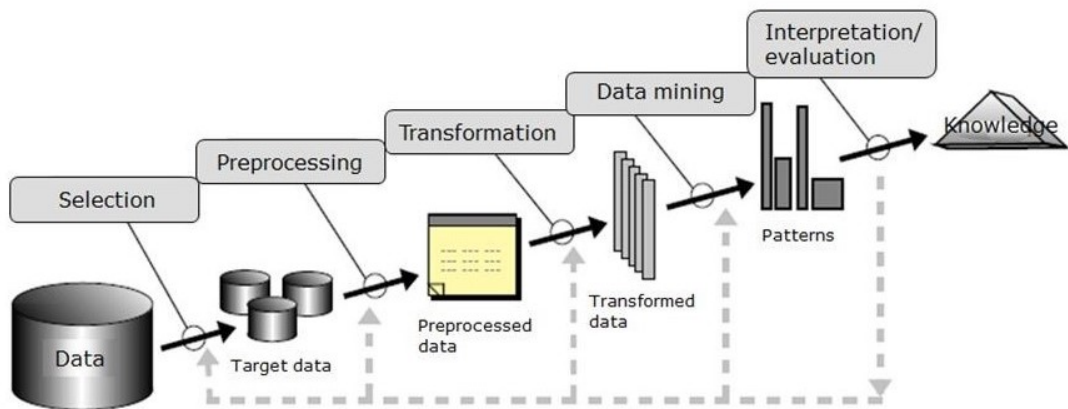 Interpretation/
evaluation
Data mining
Transformation
Preprocessing
Selection
Knowledge
Patterns
Transformed
data
Preprocessed
data
Target data
Data